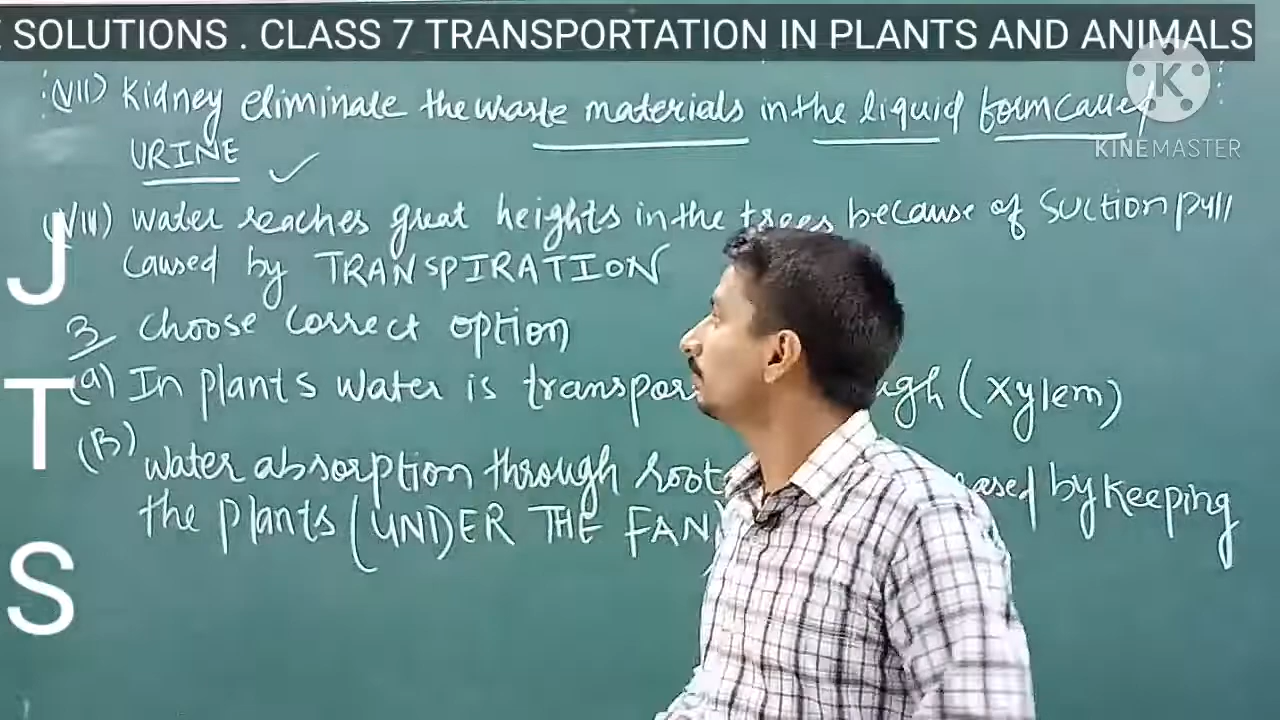 E SOLUTIONS . CLASS 7 TRANSPORTATION IN PLANTS AND ANIMALS
K
KINEMASTER
(VII) Kidney eliminate the waste materials in the liquid form called
URINE
(VIII) water reaches great heights in the trees because of suction pull
caused by TRANSPIRATION
3 choose correct option
(a) In plants water is transpor ugh (xylem)
(B)
water absorption through root ased by keeping
the plants (UNDER THE FAN
J
T
S